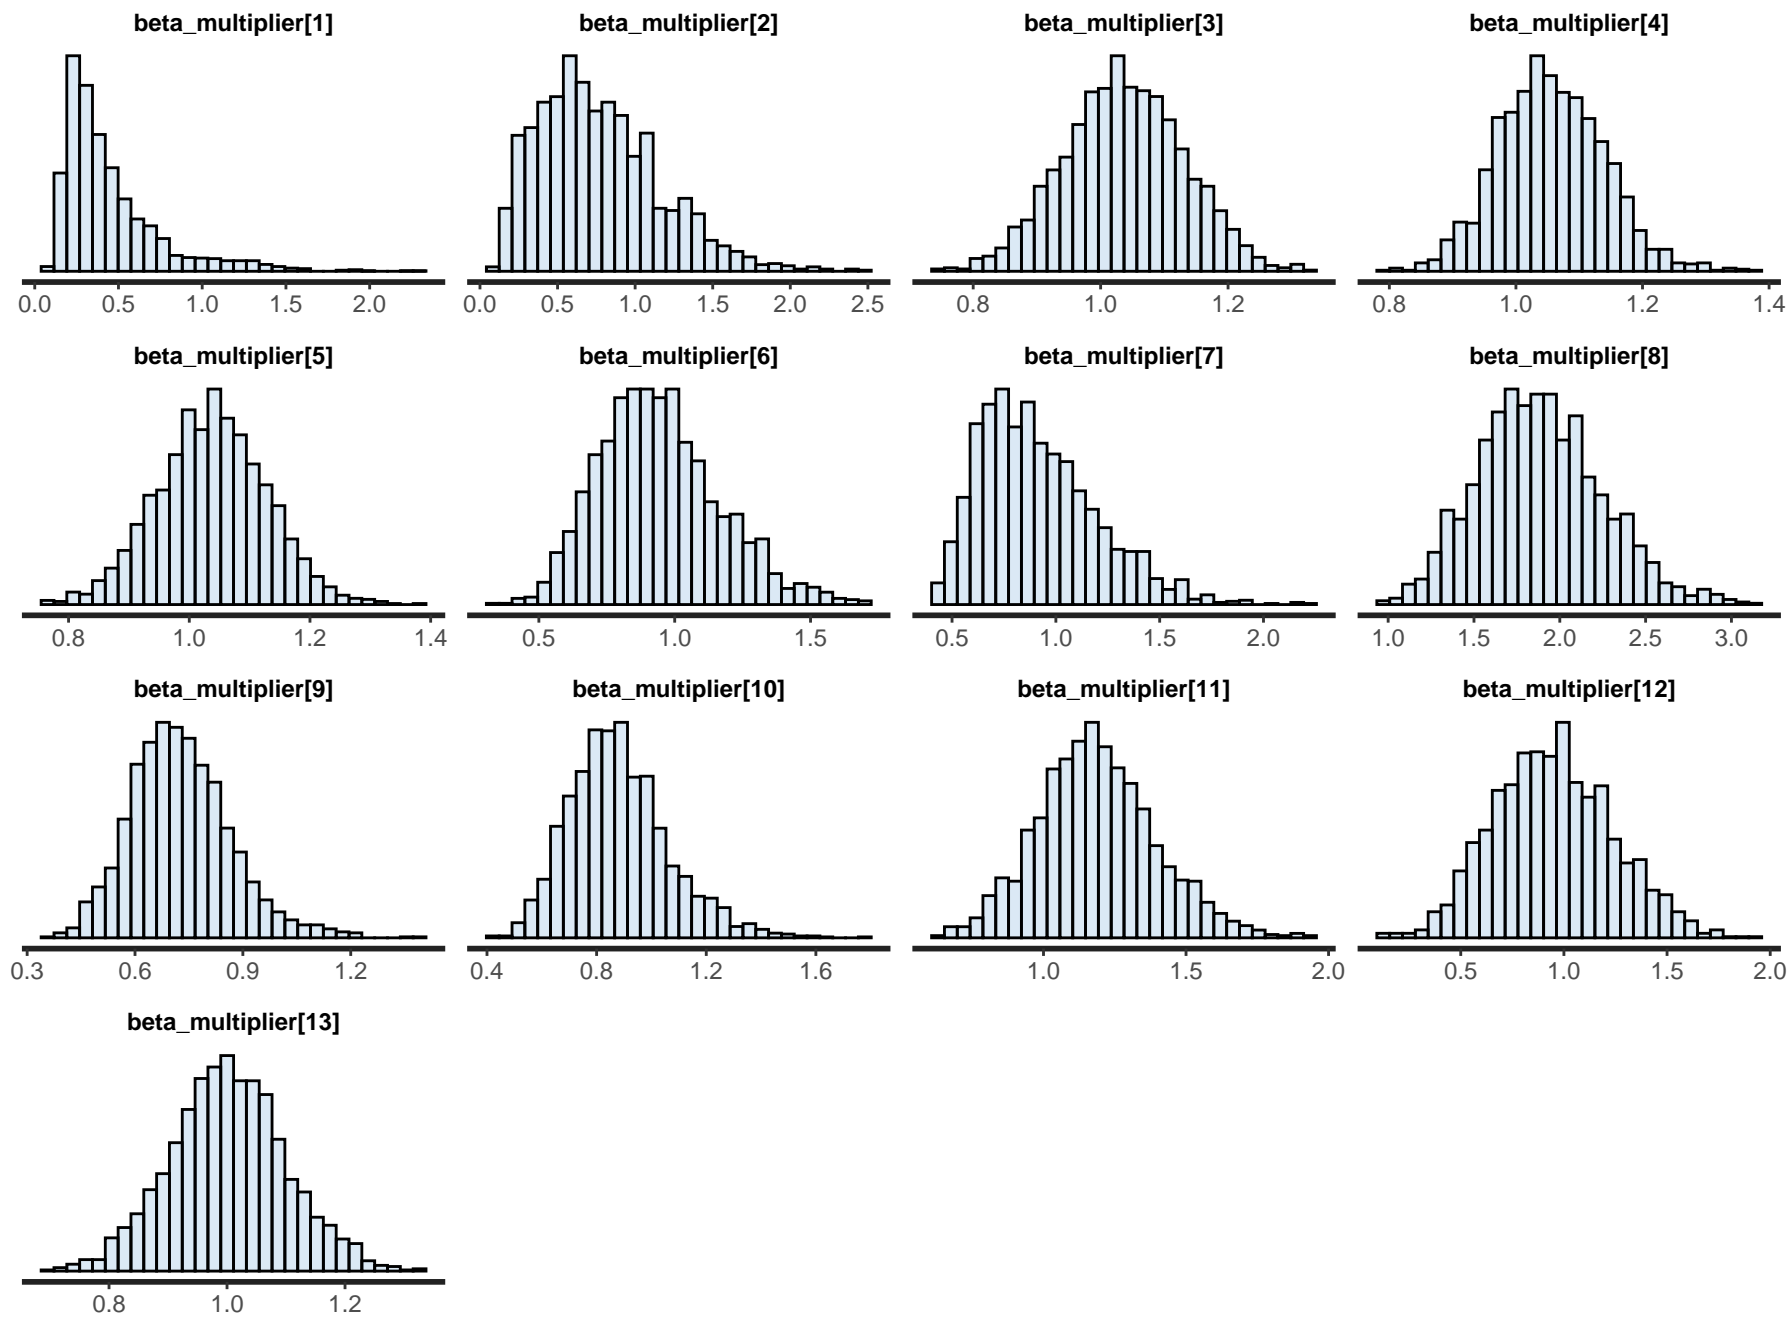 beta_multiplier[1] beta_multiplier[2] beta_multiplier[3] beta_multiplier[4]
0.0 0.5 1.0 1.5 2.0 0.0 0.5 1.0 1.5 2.0 2.5 0.8 1.0 1.2 0.8 1.0 1.2 1.4
beta_multiplier[5] beta_multiplier[6] beta_multiplier[7] beta_multiplier[8]
0.8 1.0 1.2 1.4 0.5 1.0 1.5 0.5 1.0 1.5 2.0 1.0 1.5 2.0 2.5 3.0
beta_multiplier[9] beta_multiplier[10] beta_multiplier[11] beta_multiplier[12]
0.3 0.6 0.9 1.2 0.4 0.8 1.2 1.6 1.0 1.5 2.0 0.5 1.0 1.5 2.0
beta_multiplier[13]
0.8 1.0 1.2